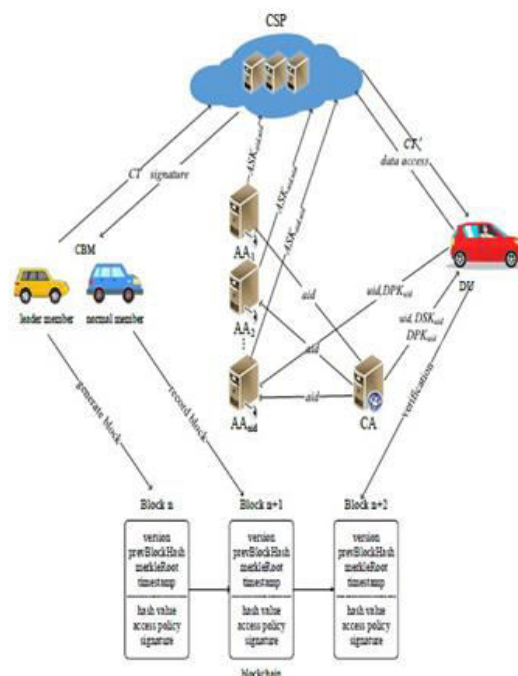 CSP
CT signature
CT'
data access
ASK
ASK
ASK
CBM
leader member
normal member
AA1
AA2
⋮
AAaid
aid
aid
aid
uid,DPKuid
uid, DSKuid
DPKuid
CA
DU
generate block
record block
verification
Block n
Block n+1
Block n+2
version
prevBlockHash
merkleRoot
timestamp
hash value
access policy
signature
version
prevBlockHash
merkleRoot
timestamp
hash value
access policy
signature
version
prevBlockHash
merkleRoot
timestamp
hash value
access policy
signature
blockchain